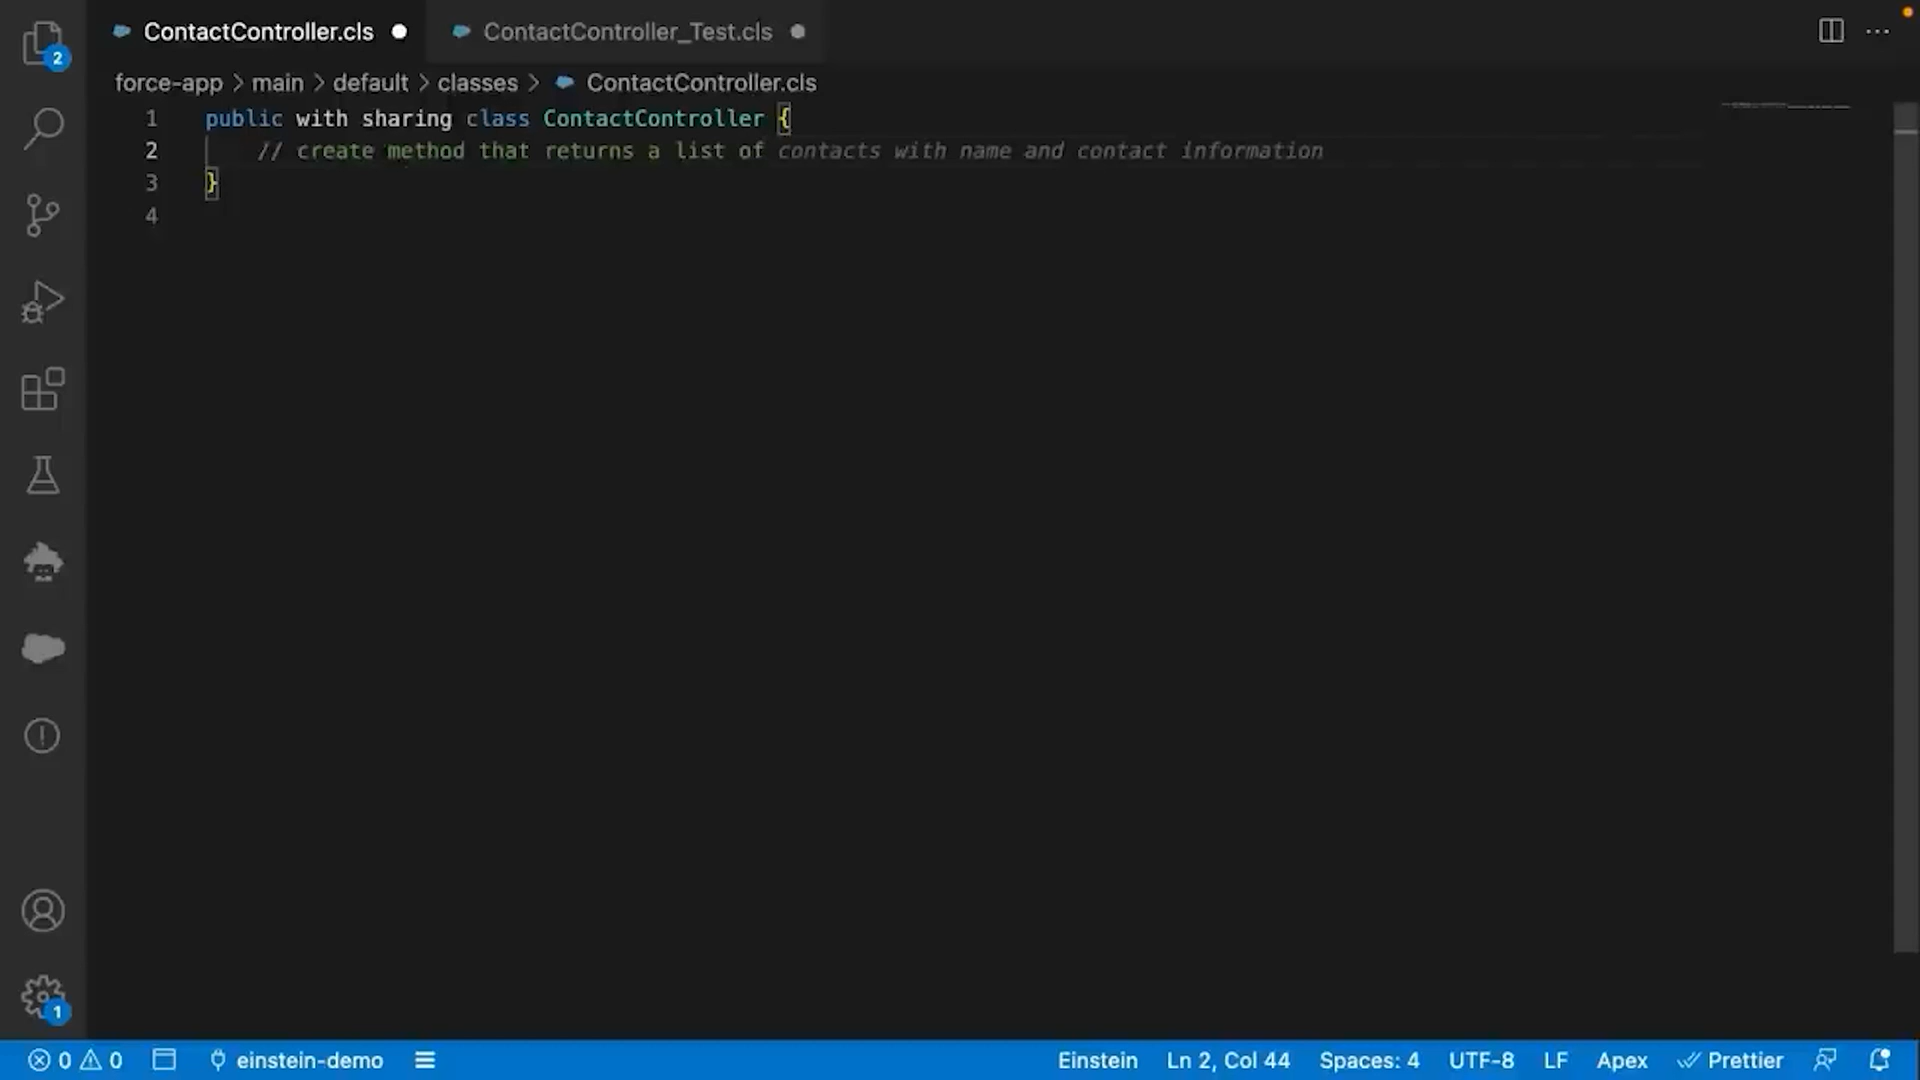 ContactController.cls
ContactController_Test.cls
2
force-app > main > default > classes > ContactController.cls
1 public with sharing class ContactController {
2 // create method that returns a list of contacts with name and contact information
3 }
4
1
0 0 einstein-demo Einstein Ln 2, Col 44 Spaces: 4 UTF-8 LF Apex Prettier